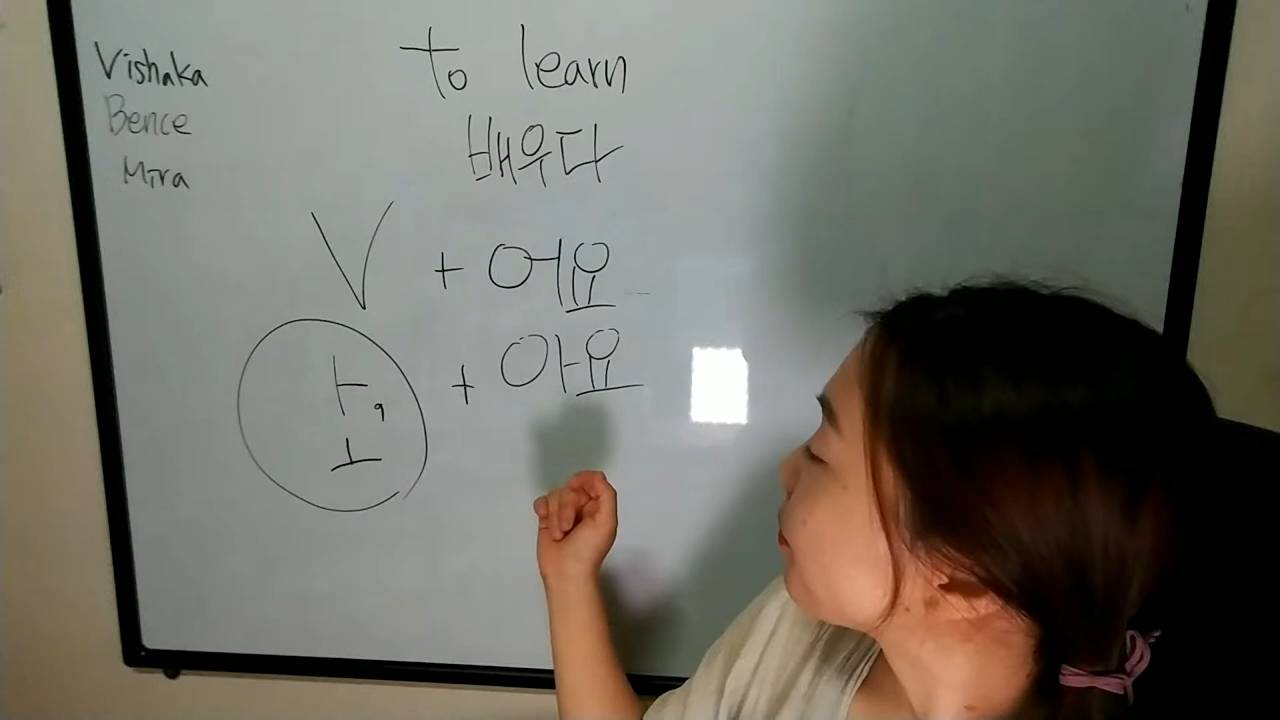 Vishaka
Bence
Mira
to learn
배우다
V + 어요
ㅏ, + 아요
ㅗ